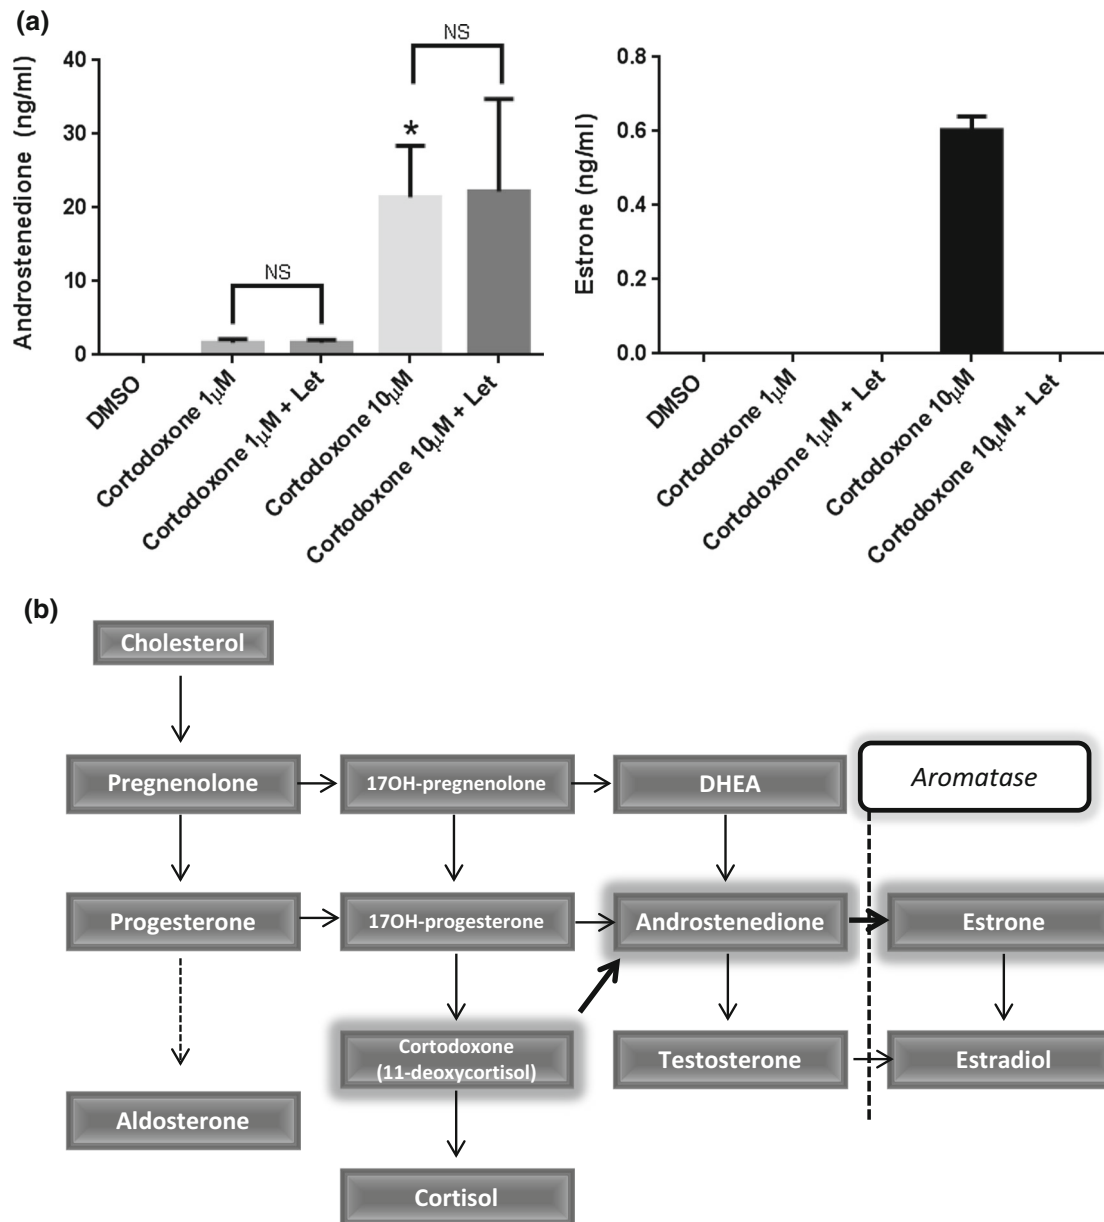 (a)
Androstenedione (ng/ml)
40
30
20
10
0
NS
*
NS
DMSO
Cortodoxone 1μM
Cortodoxone 1μM + Let
Cortodoxone 10μM
Cortodoxone 10μM + Let
Estrone (ng/ml)
0.8
0.6
0.4
0.2
0.0
DMSO
Cortodoxone 1μM
Cortodoxone 1μM + Let
Cortodoxone 10μM
Cortodoxone 10μM + Let
(b)
Cholesterol
Pregnenolone
17OH-pregnenolone
DHEA
Aromatase
Progesterone
17OH-progesterone
Androstenedione
Estrone
Cortodoxone
(11-deoxycortisol)
Testosterone
Estradiol
Aldosterone
Cortisol